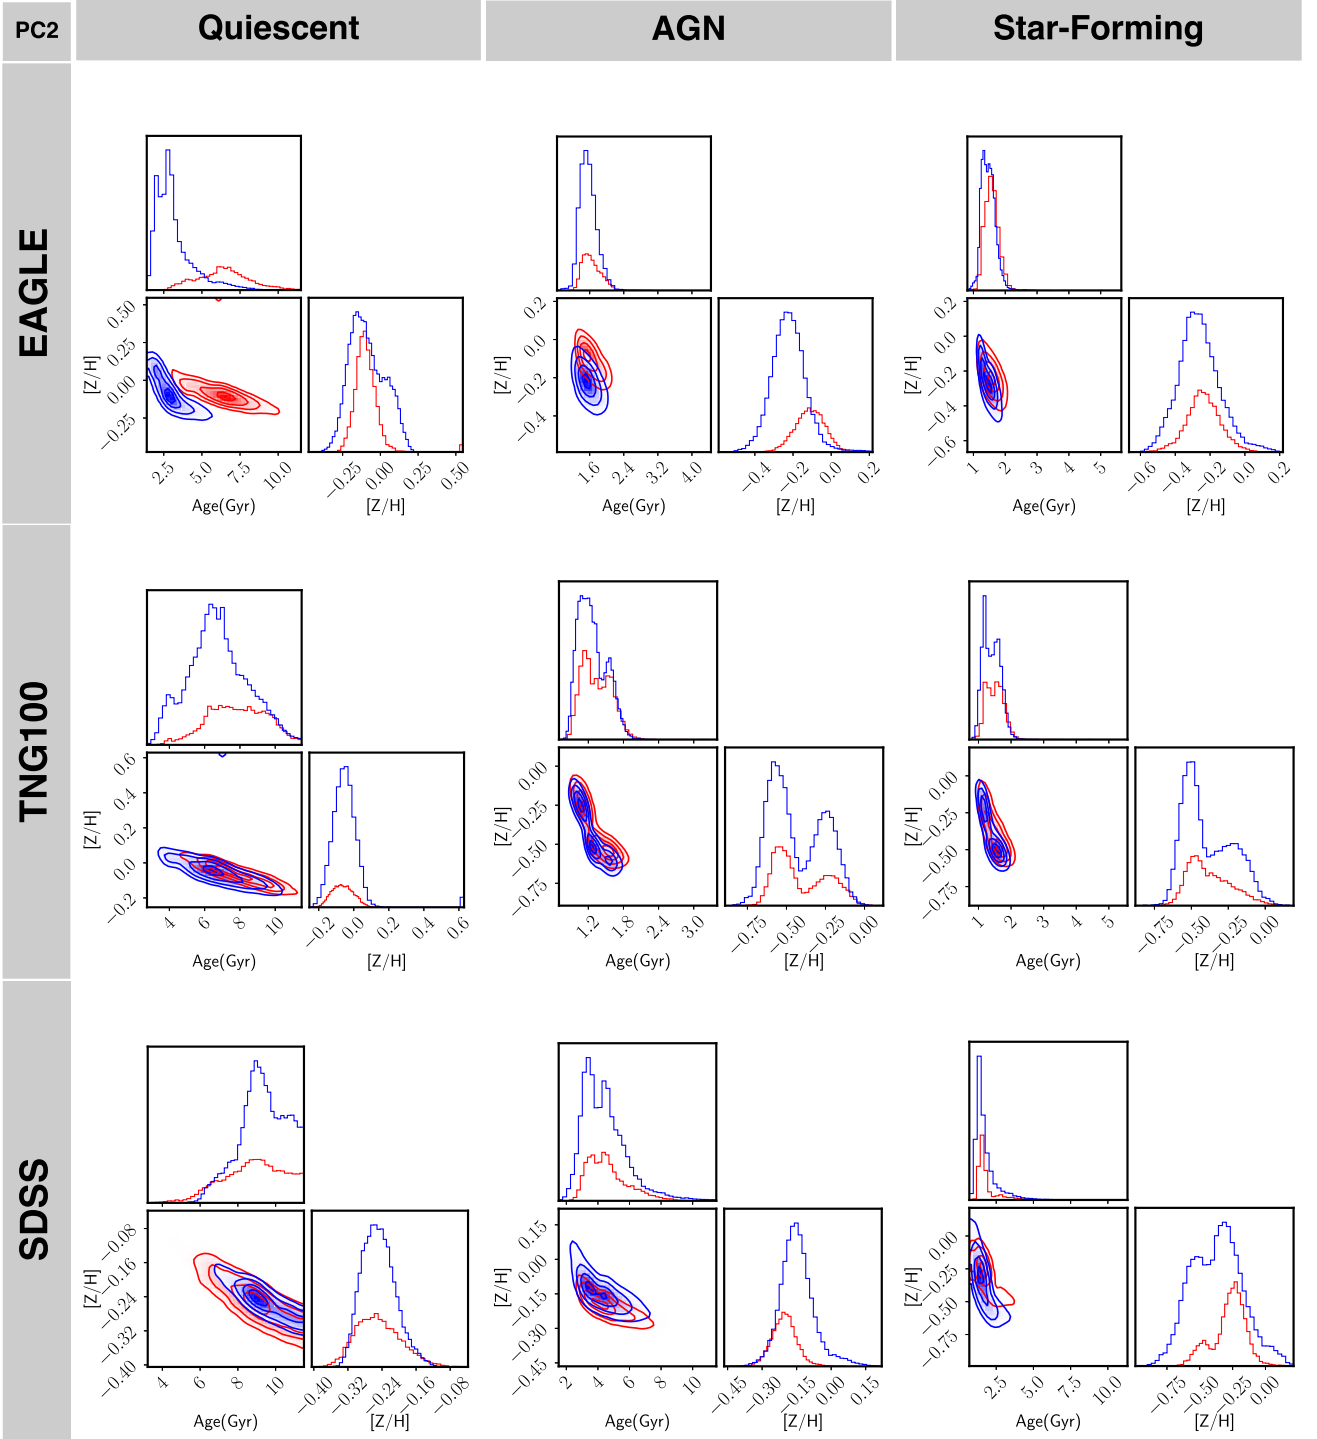 PC2 Quiescent AGN Star-Forming
EAGLE
[Z/H] 0.50 0.25 0.00 −0.25
2.5 5.0 7.5 10.0
Age(Gyr)
−0.25 0.00 0.25 0.50
[Z/H]
[Z/H] 0.2 0.0 −0.2 −0.4
1.6 2.4 3.2 4.0
Age(Gyr)
−0.4 −0.2 0.0 0.2
[Z/H]
[Z/H] 0.2 0.0 −0.2 −0.4 −0.6
1 2 3 4 5
Age(Gyr)
−0.6 −0.4 −0.2 0.0 0.2
[Z/H]
TNG100
[Z/H] 0.6 0.4 0.2 0.0 −0.2
4 6 8 10
Age(Gyr)
−0.2 0.0 0.2 0.4 0.6
[Z/H]
[Z/H] 0.00 −0.25 −0.50 −0.75
1.2 1.8 2.4 3.0
Age(Gyr)
−0.75 −0.50 −0.25 0.00
[Z/H]
[Z/H] 0.00 −0.25 −0.50 −0.75
1 2 3 4 5
Age(Gyr)
−0.75 −0.50 −0.25 0.00
[Z/H]
SDSS
[Z/H] −0.08 −0.16 −0.24 −0.32 −0.40
4 6 8 10
Age(Gyr)
−0.40 −0.32 −0.24 −0.16 −0.08
[Z/H]
[Z/H] 0.15 0.00 −0.15 −0.30 −0.45
2 4 6 8 10
Age(Gyr)
−0.45 −0.30 −0.15 0.00 0.15
[Z/H]
[Z/H] 0.00 −0.25 −0.50 −0.75
2.5 5.0 7.5 10.0
Age(Gyr)
−0.75 −0.50 −0.25 0.00
[Z/H]